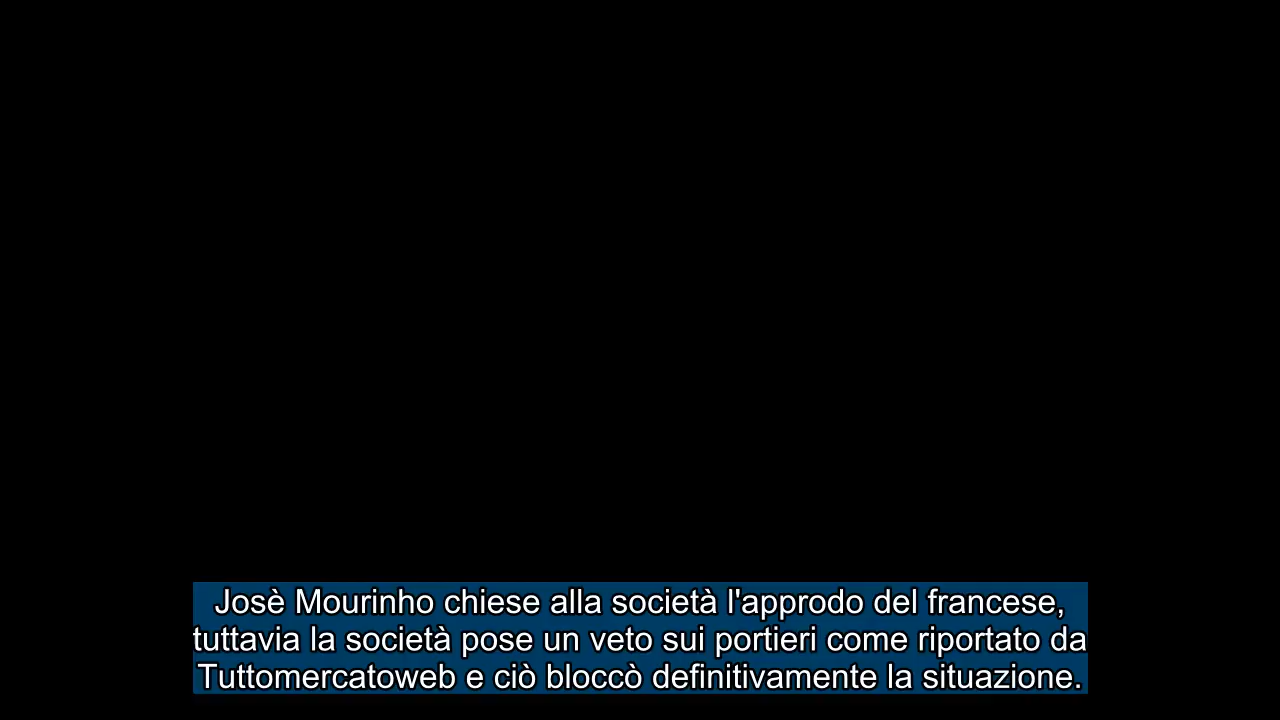 Josè Mourinho chiese alla società l'approdo del francese,
tuttavia la società pose un veto sui portieri come riportato da
Tuttomercatoweb e ciò bloccò definitivamente la situazione.